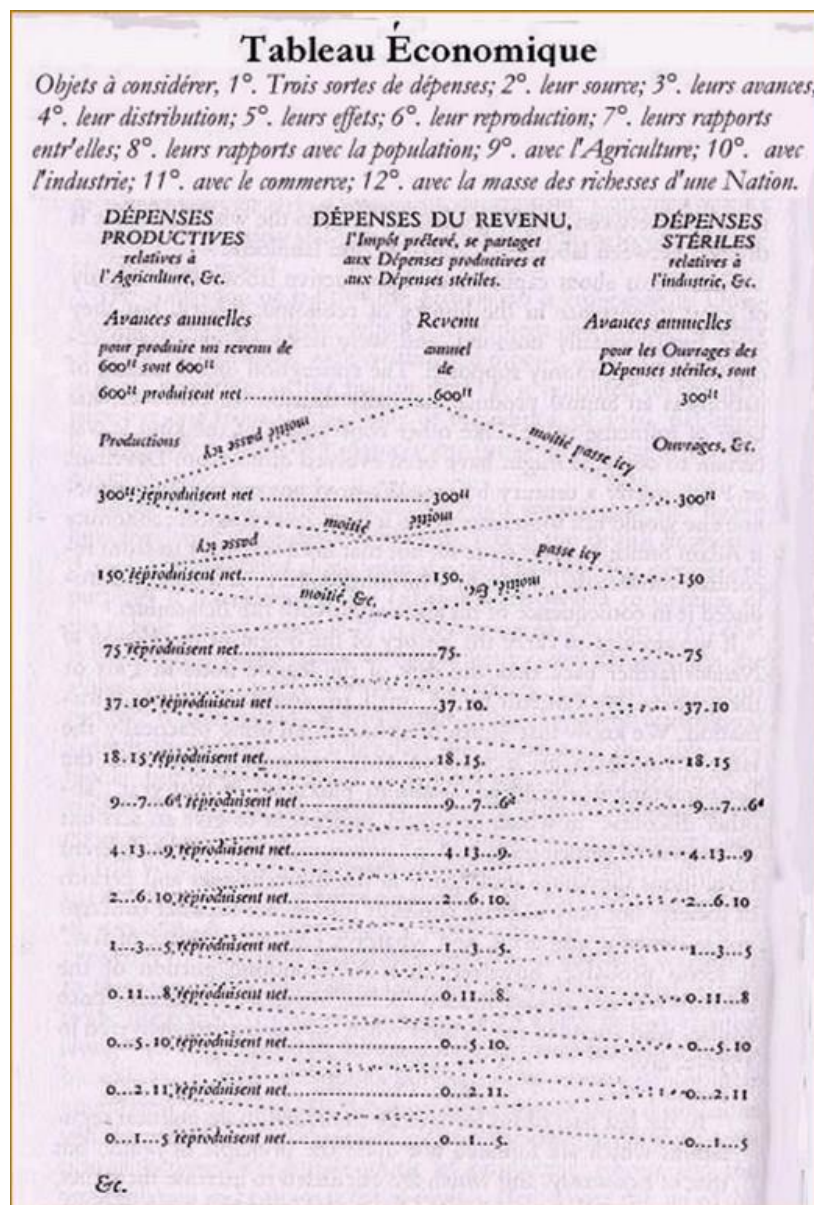 Tableau Économique
Objets à considérer, 1°. Trois sortes de dépenses; 2°. leur source; 3°. leurs avances;
4°. leur distribution; 5°. leurs effets; 6°. leur reproduction; 7°. leurs rapports
entr'elles; 8°. leurs rapports avec la population; 9°. avec l'Agriculture; 10°. avec
l'industrie; 11°. avec le commerce; 12°. avec la masse des richesses d'une Nation.
DÉPENSES DÉPENSES DU REVENU, DÉPENSES
PRODUCTIVES l'Impôt prélevé, se partaget STÉRILES
relatives à aux Dépenses productives et relatives à
l'Agriculture, &c. aux Dépenses stériles. l'industrie, &c.
Avances annuelles Revenu Avances annuelles
pour produire un revenu de annuel pour les Ouvrages des
600ᶩᶩ sont 600ᶩᶩ de Dépenses stériles, sont
600ᶩᶩ produisent net 600ᶩᶩ 300ᶩᶩ
moitié passe icy moitié passe icy
Productions Ouvrages, &c.
300ᶩᶩ reproduisent net 300ᶩᶩ 300ᶩᶩ
moitié moitié
passe icy passe icy
150 reproduisent net 150. 150
moitié, &c. moitié, &c.
75 reproduisent net 75. 75
37.10ˢ reproduisent net 37.10. 37.10
18.15 reproduisent net 18.15. 18.15
9...7...6ᵈ reproduisent net 9...7...6ᵈ 9...7...6ᵈ
4.13...9 reproduisent net 4.13...9. 4.13...9
2...6.10 reproduisent net 2...6.10. 2...6.10
1...3...5 reproduisent net 1...3...5. 1...3...5
0.11...8 reproduisent net 0.11...8. 0.11...8
0...5.10 reproduisent net 0...5.10. 0...5.10
0...2.11 reproduisent net 0...2.11. 0...2.11
0...1...5 reproduisent net 0...1...5. 0...1...5
&c.